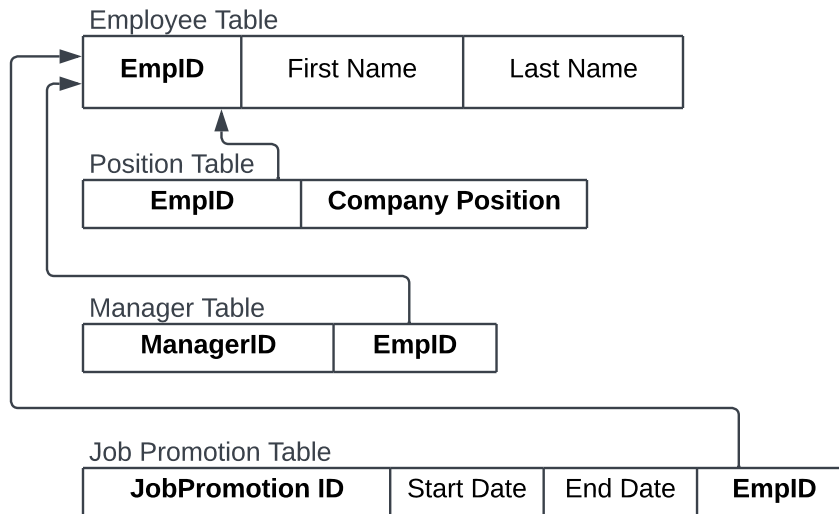 Employee Table
EmpID First Name Last Name
Position Table
EmpID Company Position
Manager Table
ManagerID EmpID
Job Promotion Table
JobPromotion ID Start Date End Date EmpID